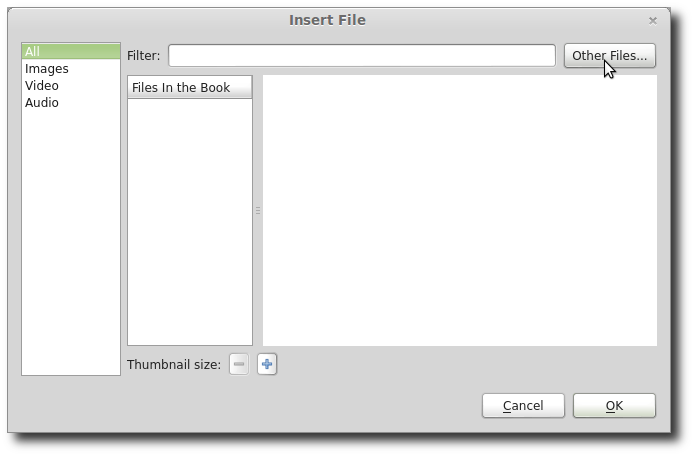 Insert File
All
Images
Video
Audio
Filter:
Other Files...
Files In the Book
Thumbnail size:
Cancel
OK